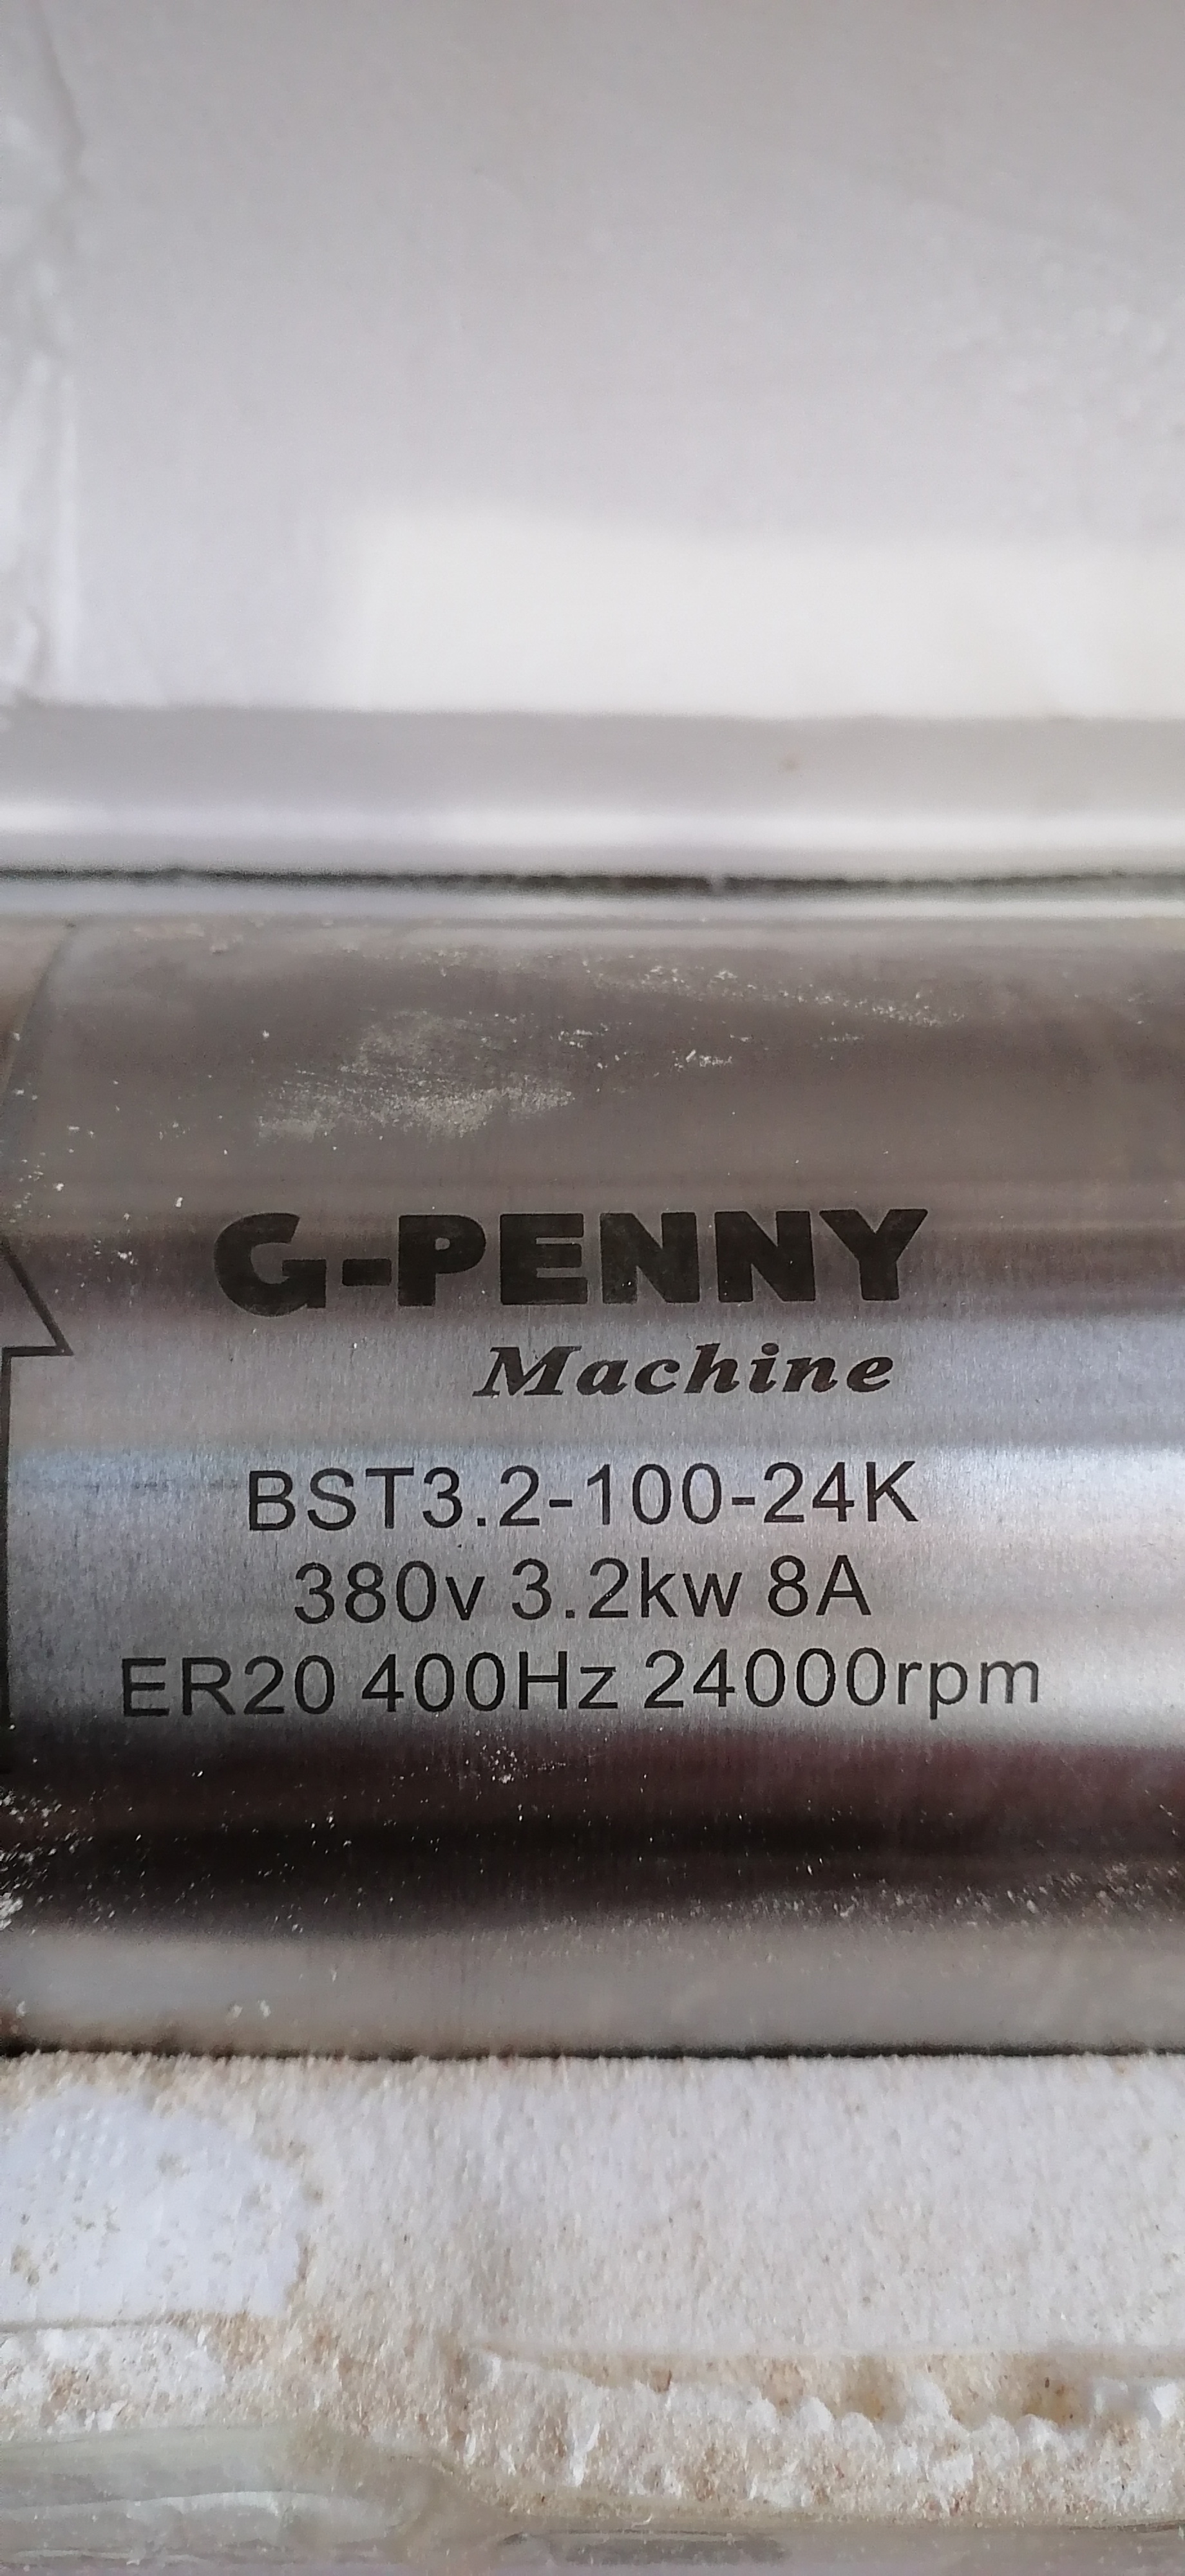 G-PENNY
Machine
BST3.2-100-24K
380v 3.2kw 8A
ER20 400Hz 24000rpm